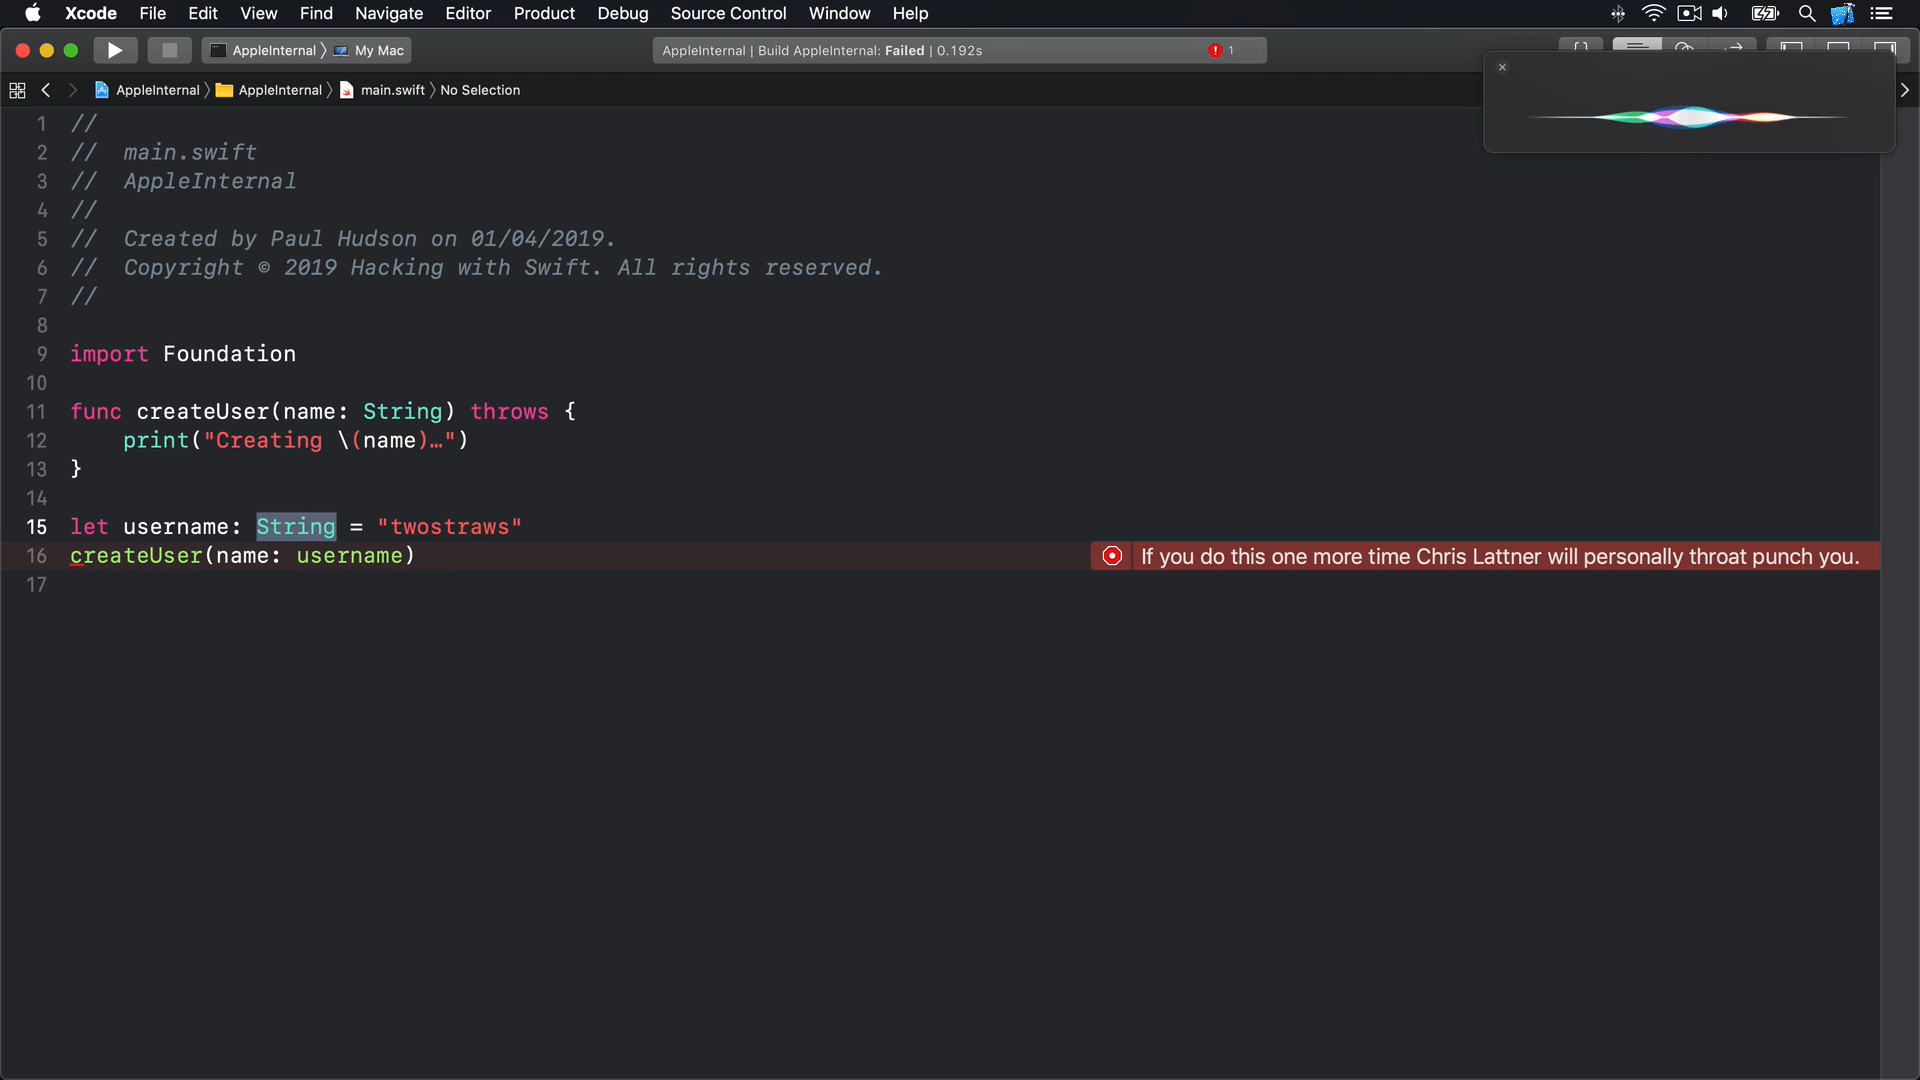 Xcode File Edit View Find Navigate Editor Product Debug Source Control Window Help
AppleInternal 〉 My Mac
AppleInternal | Build AppleInternal: Failed | 0.192s
1
AppleInternal 〉 AppleInternal 〉 main.swift 〉 No Selection
1 //
2 //  main.swift
3 //  AppleInternal
4 //
5 //  Created by Paul Hudson on 01/04/2019.
6 //  Copyright © 2019 Hacking with Swift. All rights reserved.
7 //
8
9 import Foundation
10
11 func createUser(name: String) throws {
12     print("Creating \(name)…")
13 }
14
15 let username: String = "twostraws"
16 createUser(name: username)
If you do this one more time Chris Lattner will personally throat punch you.
17